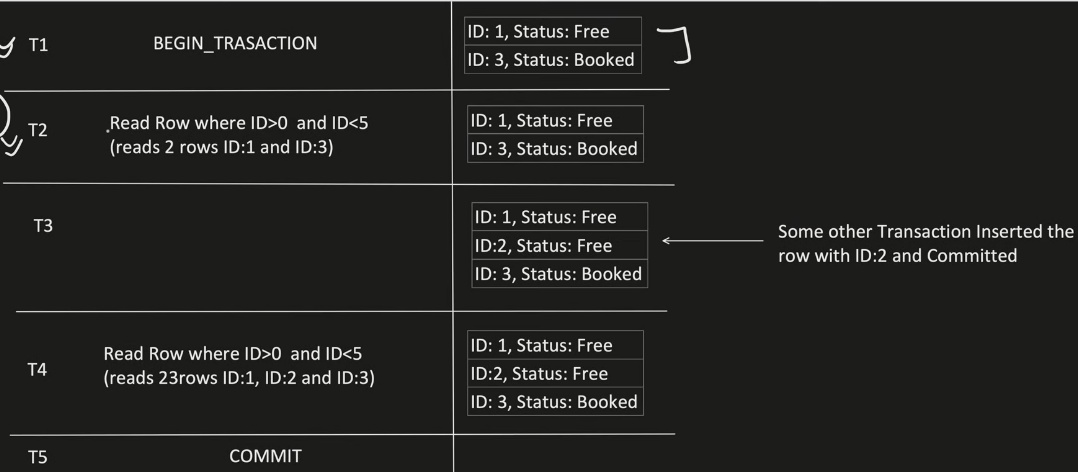 T1
BEGIN_TRASACTION
ID: 1, Status: Free
ID: 3, Status: Booked
T2
.Read Row where ID>0 and ID<5
(reads 2 rows ID:1 and ID:3)
ID: 1, Status: Free
ID: 3, Status: Booked
T3
ID: 1, Status: Free
ID:2, Status: Free
ID: 3, Status: Booked
Some other Transaction Inserted the
row with ID:2 and Committed
T4
Read Row where ID>0 and ID<5
(reads 23rows ID:1, ID:2 and ID:3)
ID: 1, Status: Free
ID:2, Status: Free
ID: 3, Status: Booked
T5
COMMIT